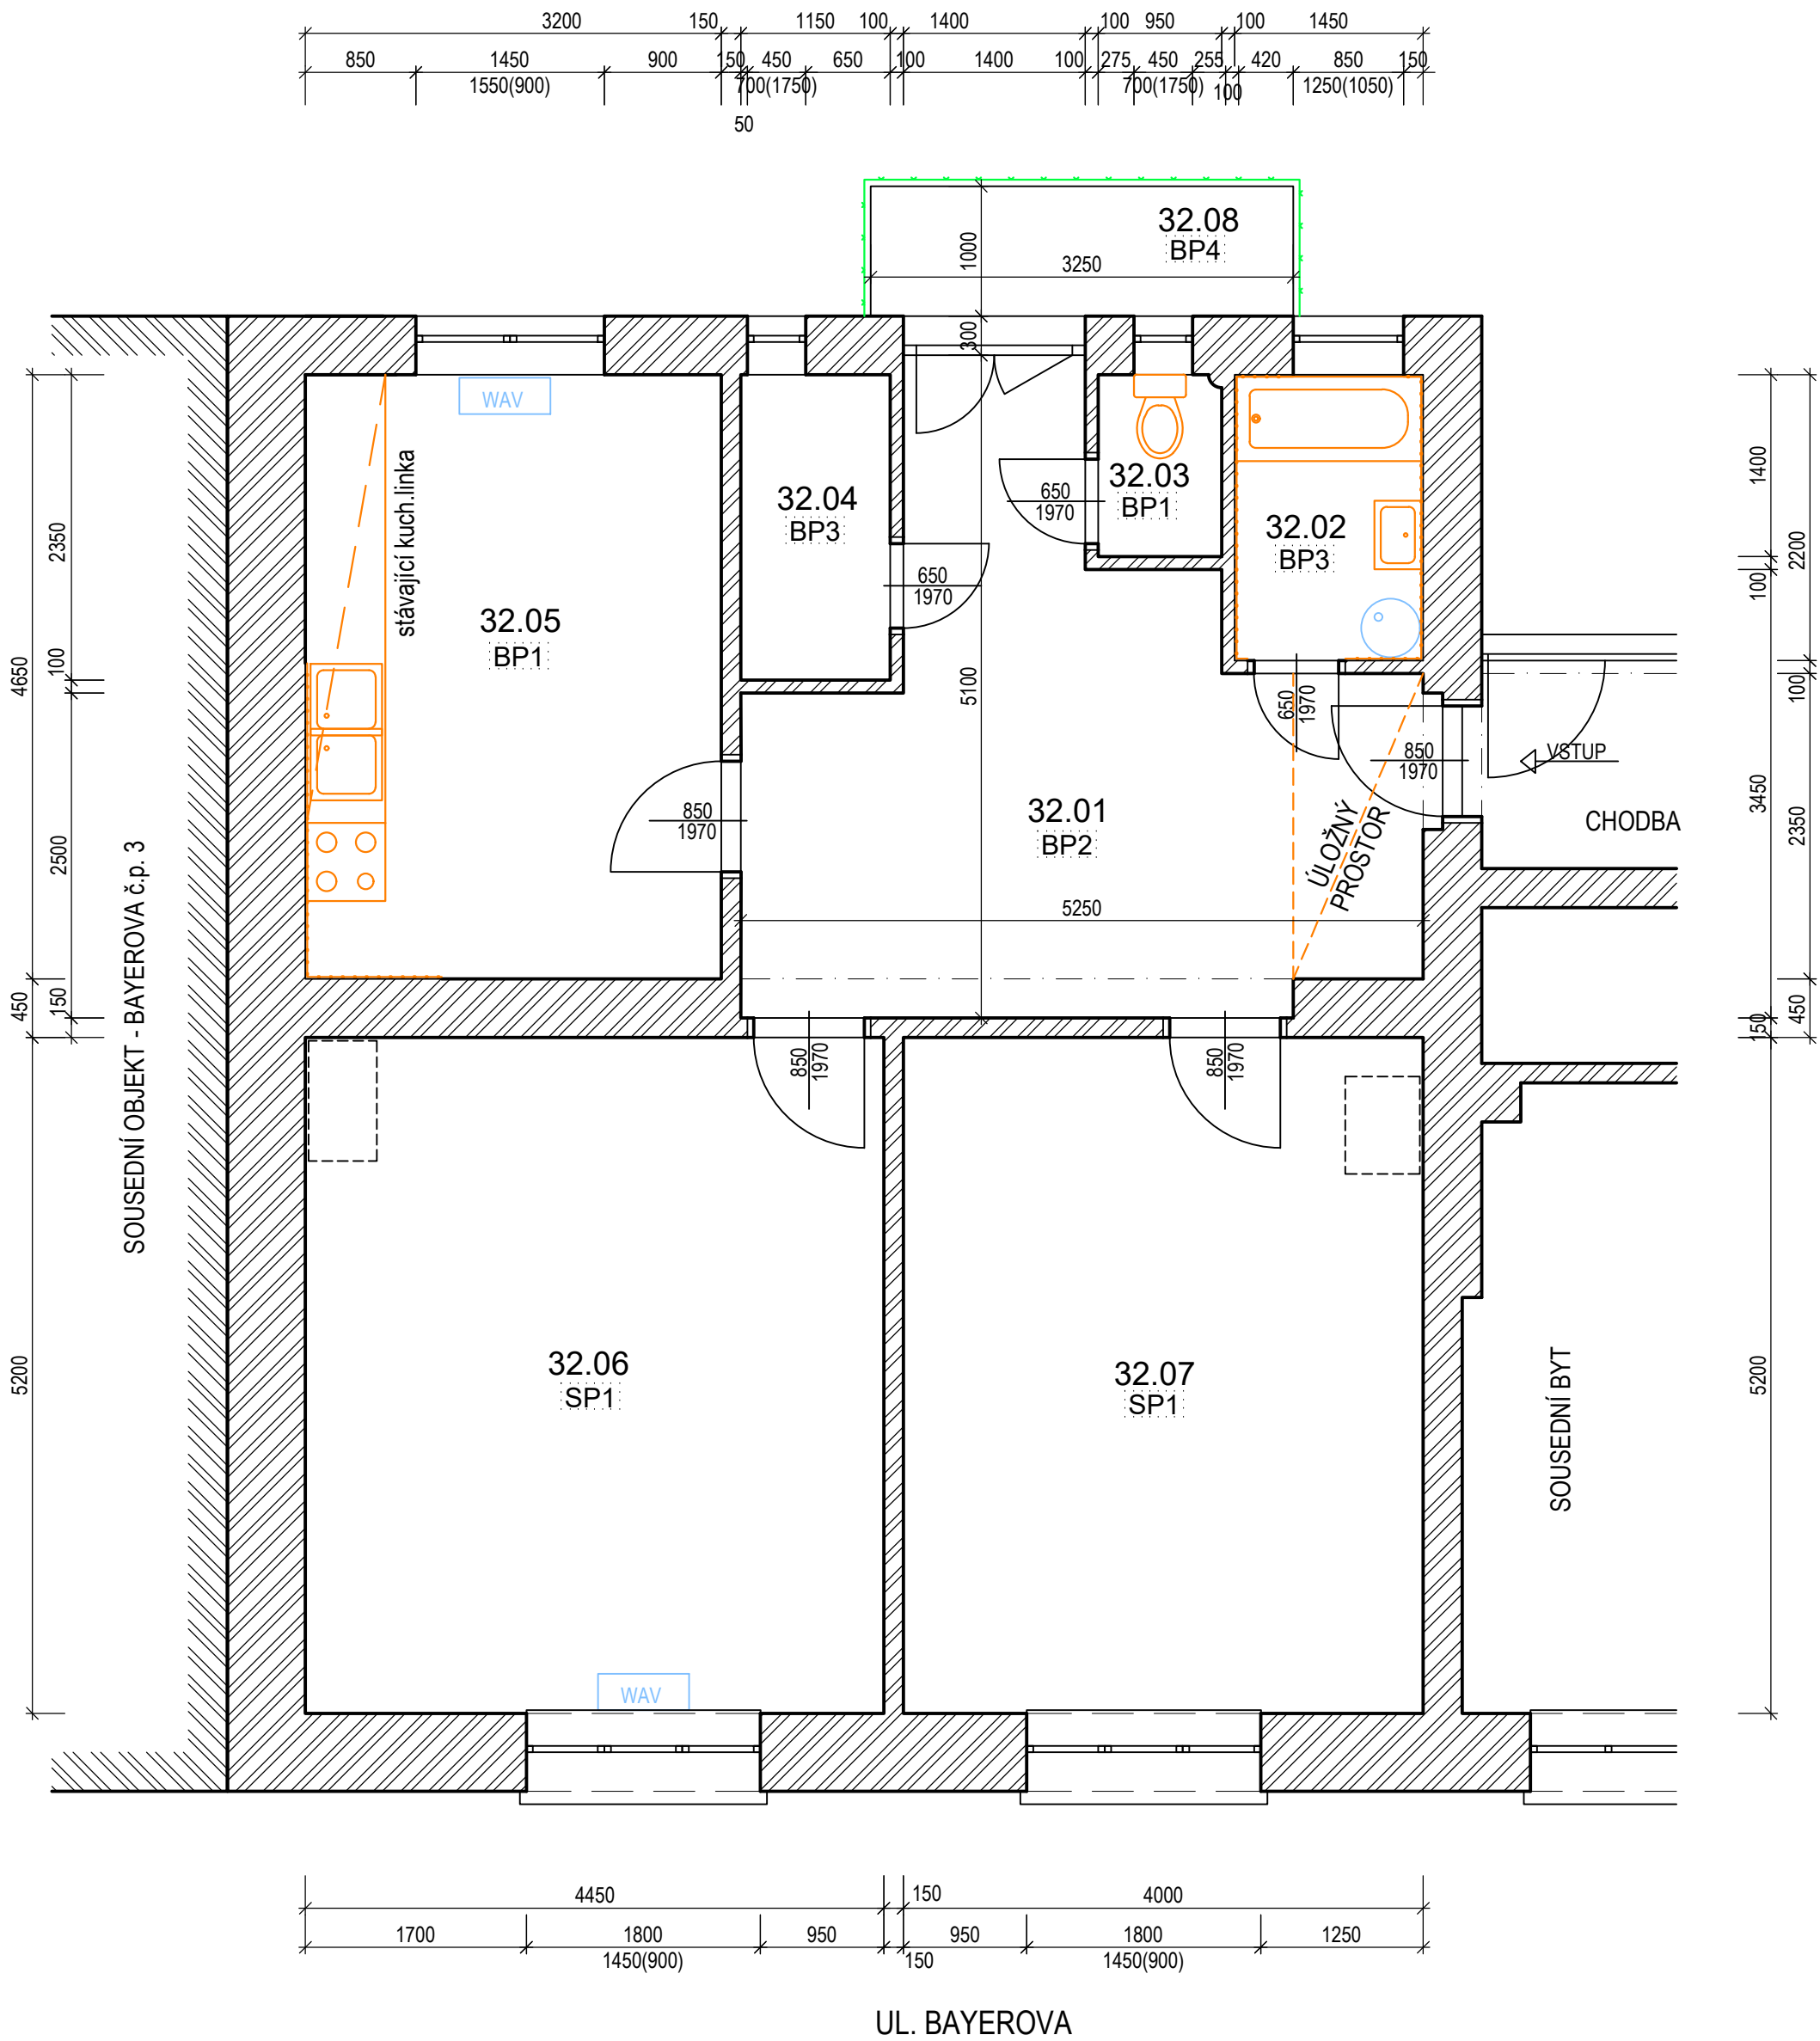 3200 150 1150 100 1400 100 950 100 1450
850 1450 900 150 450 650 100 1400 100 275 450 255 420 850 150
1550(900) 700(1750) 700(1750) 100 1250(1050)
50
32.08
BP4
1000
3250
300
WAV
stávající kuch.linka
32.04
BP3
32.03
BP1
650
1970
32.02
BP3
650
1970
32.05
BP1
5100
650
1970
850
1970
VSTUP
CHODBA
850
1970
32.01
BP2
ÚLOŽNÝ
PROSTOR
5250
4650
450
5200
2350
100
2500
150
1400
100
3450
150
5200
2200
100
2350
450
SOUSEDNÍ OBJEKT - BAYEROVA č.p. 3
850
1970
850
1970
32.06
SP1
32.07
SP1
SOUSEDNÍ BYT
WAV
4450 150 4000
1700 1800 950 950 1800 1250
1450(900) 150 1450(900)
UL. BAYEROVA